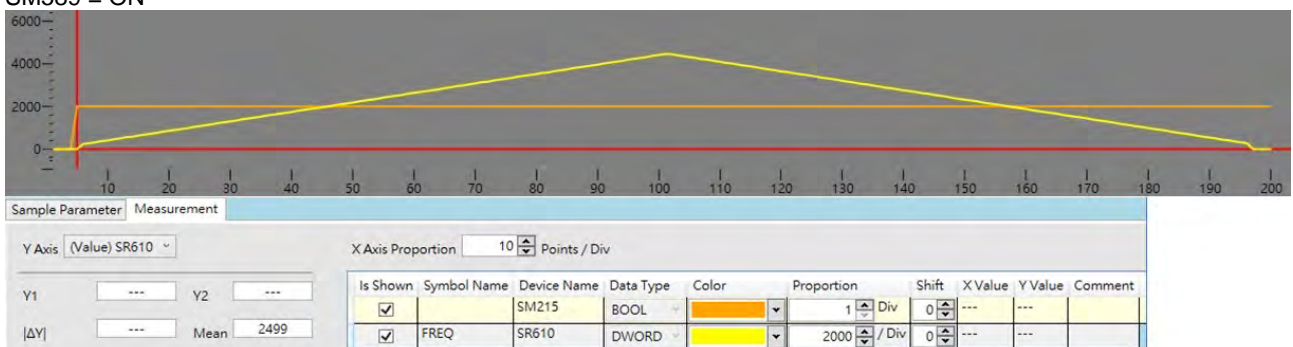 SM589 = ON
6000
4000
2000
0
10 20 30 40 50 60 70 80 90 100 110 120 130 140 150 160 170 180 190 200
Sample Parameter Measurement
Y Axis (Value) SR610 X Axis Proportion 10 Points / Div
Is Shown Symbol Name Device Name Data Type Color Proportion Shift X Value Y Value Comment
Y1 --- Y2 ---
SM215 BOOL 1 Div 0 --- ---
|ΔY| --- Mean 2499
FREQ SR610 DWORD 2000 / Div 0 --- ---